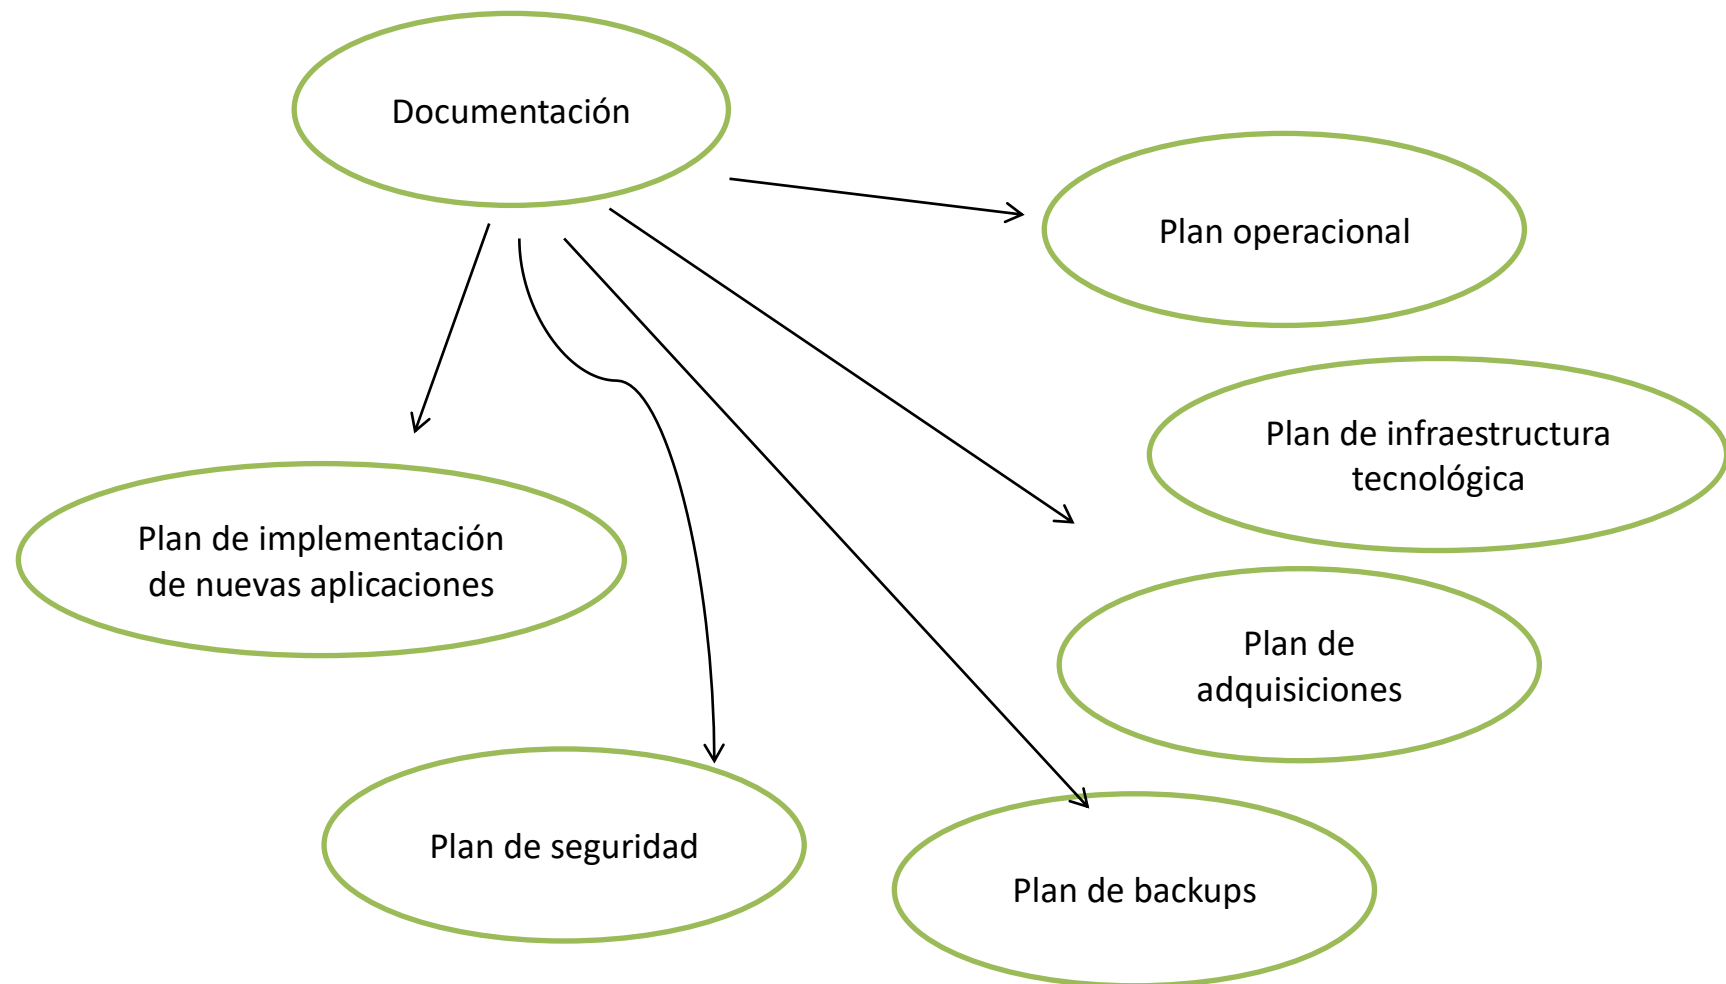 Documentación
Plan operacional
Plan de infraestructura
tecnológica
Plan de implementación
de nuevas aplicaciones
Plan de
adquisiciones
Plan de seguridad
Plan de backups